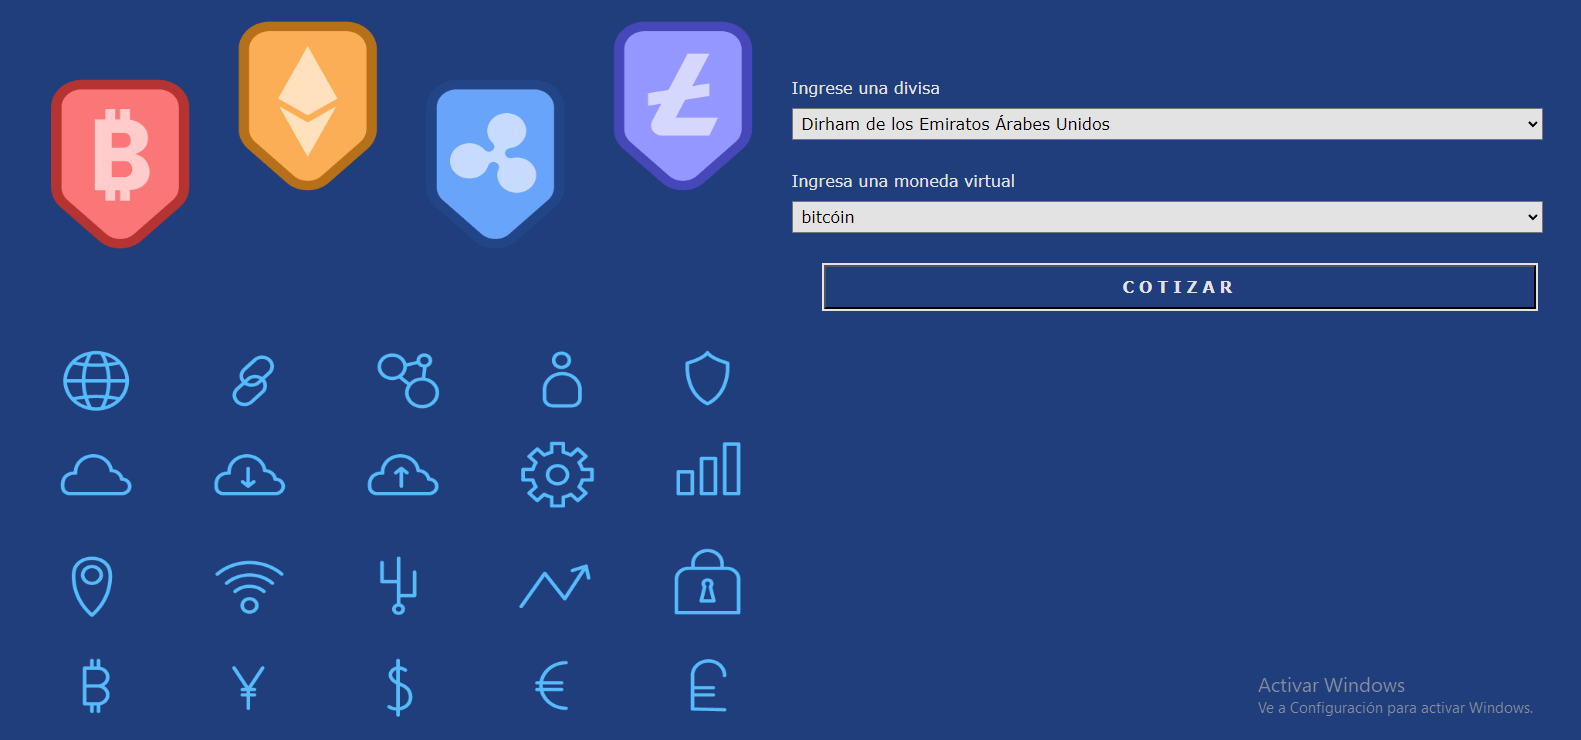 Ingrese una divisa
Dirham de los Emiratos Árabes Unidos
Ingresa una moneda virtual
bitcóin
COTIZAR
Activar Windows
Ve a Configuración para activar Windows.